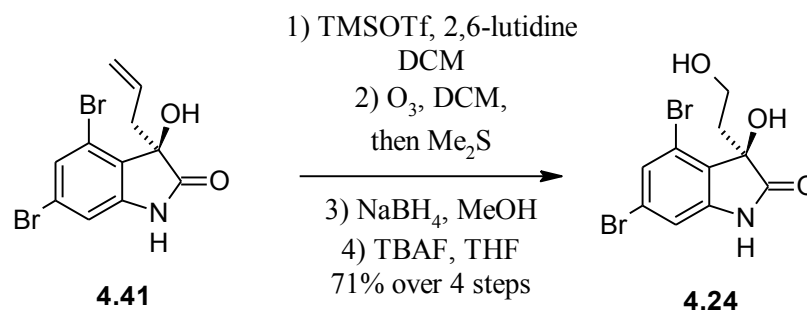 1) TMSOTf, 2,6-lutidine
DCM
2) O₃, DCM,
then Me₂S
3) NaBH₄, MeOH
4) TBAF, THF
71% over 4 steps
Br
OH
Br
O
N
H
4.41
HO
Br
OH
Br
O
N
H
4.24